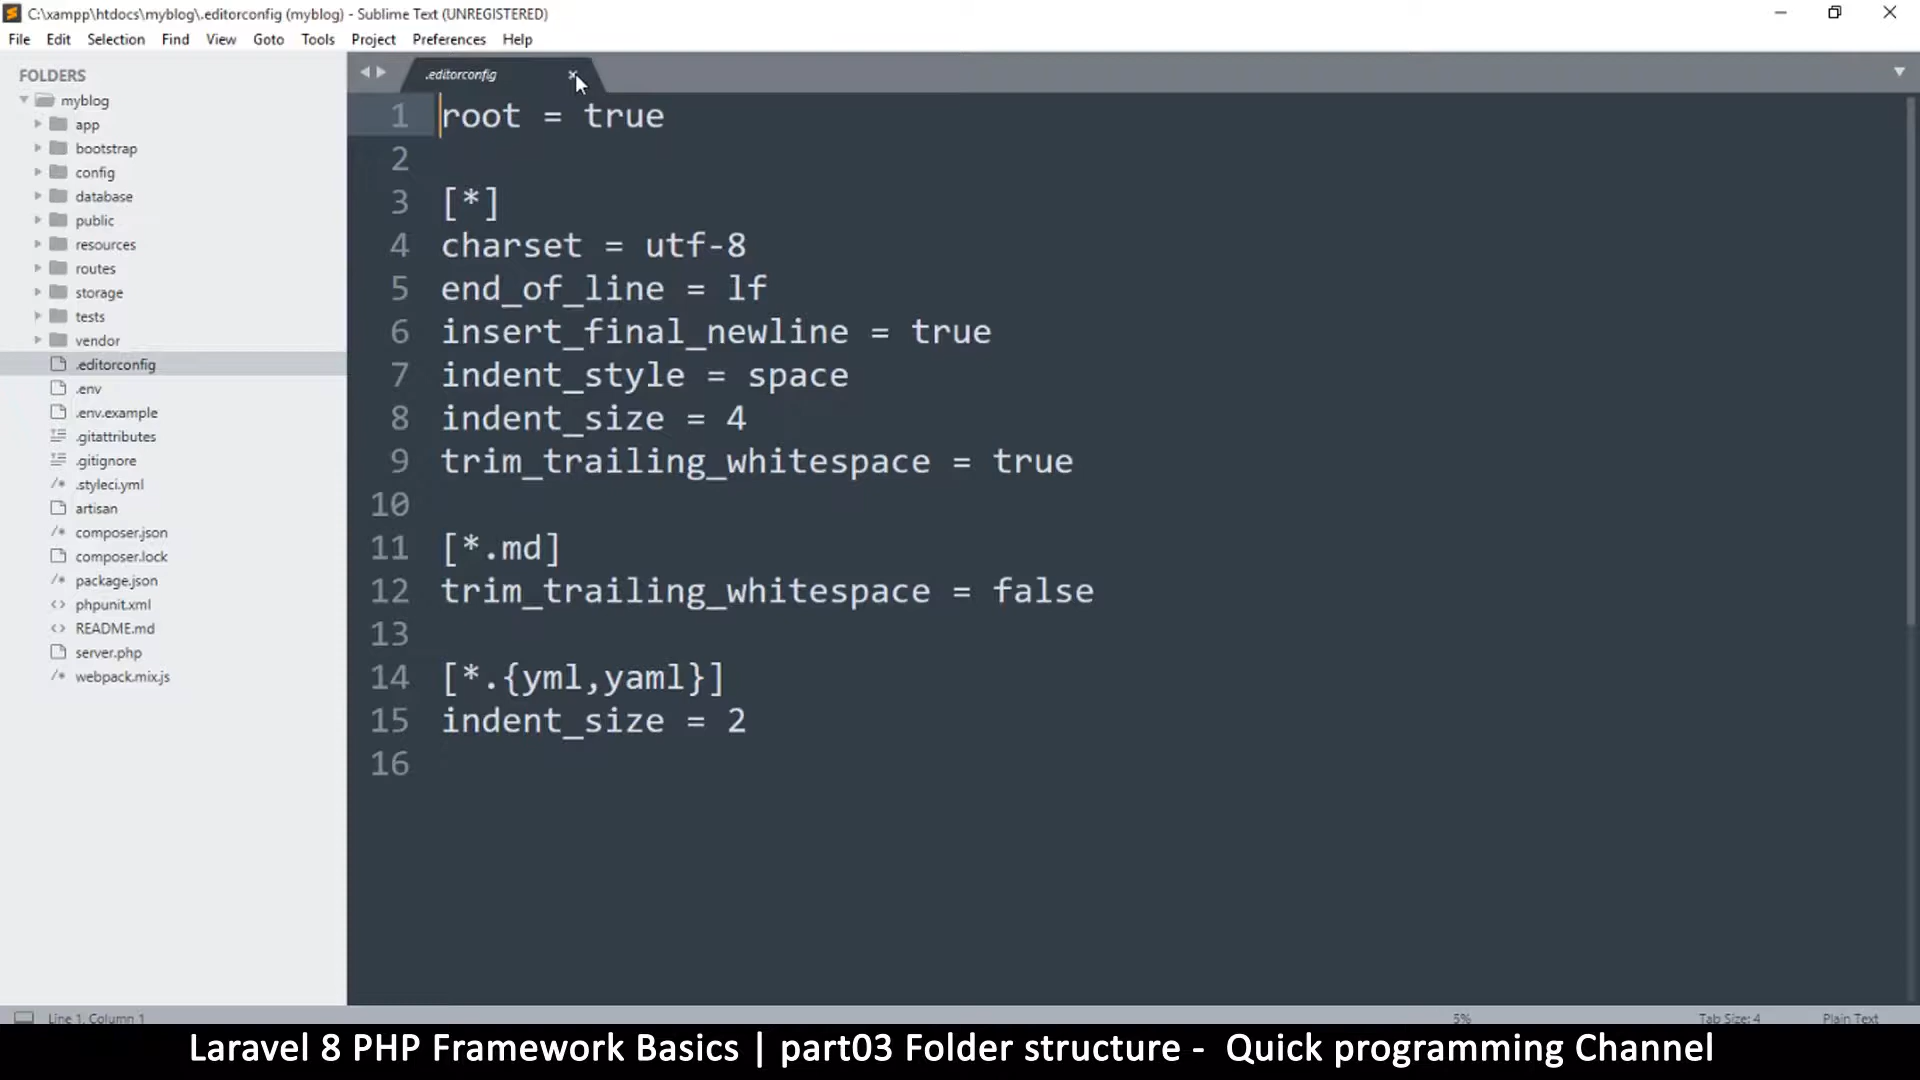 C:\xampp\htdocs\myblog\.editorconfig (myblog) - Sublime Text (UNREGISTERED)
File Edit Selection Find View Goto Tools Project Preferences Help
FOLDERS
myblog
app
bootstrap
config
database
public
resources
routes
storage
tests
vendor
.editorconfig
.env
.env.example
.gitattributes
.gitignore
.styleci.yml
artisan
composer.json
composer.lock
package.json
phpunit.xml
README.md
server.php
webpack.mix.js
.editorconfig
1 root = true
2
3 [*]
4 charset = utf-8
5 end_of_line = lf
6 insert_final_newline = true
7 indent_style = space
8 indent_size = 4
9 trim_trailing_whitespace = true
10
11 [*.md]
12 trim_trailing_whitespace = false
13
14 [*.{yml,yaml}]
15 indent_size = 2
16
Line 1, Column 1 5% Tab Size: 4 Plain Text
Laravel 8 PHP Framework Basics | part03 Folder structure - Quick programming Channel